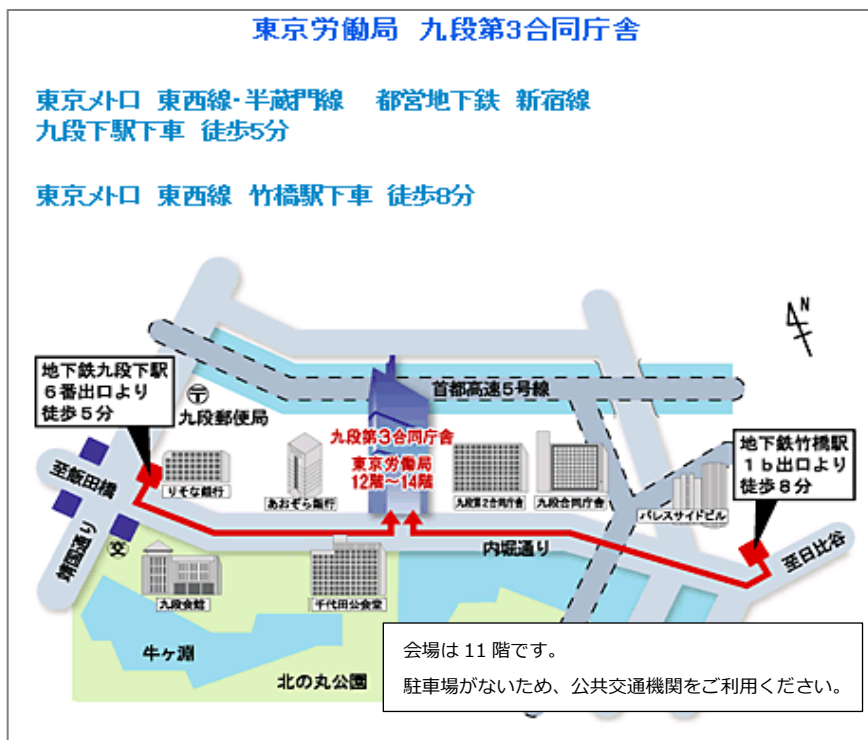 東京労働局 九段第3合同庁舎
東京メトロ 東西線･半蔵門線 都営地下鉄 新宿線
九段下駅下車 徒歩5分
東京メトロ 東西線 竹橋駅下車 徒歩8分
N
地下鉄九段下駅
6番出口より
徒歩5分
〒
九段郵便局
首都高速5号線
九段第3合同庁舎
東京労働局
12階～14階
地下鉄竹橋駅
1b出口より
徒歩8分
至飯田橋
りそな銀行
あおぞら銀行
九段第2合同庁舎
九段合同庁舎
パレスサイドビル
靖国通り
交
内堀通り
至日比谷
九段会館
千代田公会堂
牛ヶ淵
北の丸公園
会場は 11 階です。
駐車場がないため、公共交通機関をご利用ください。